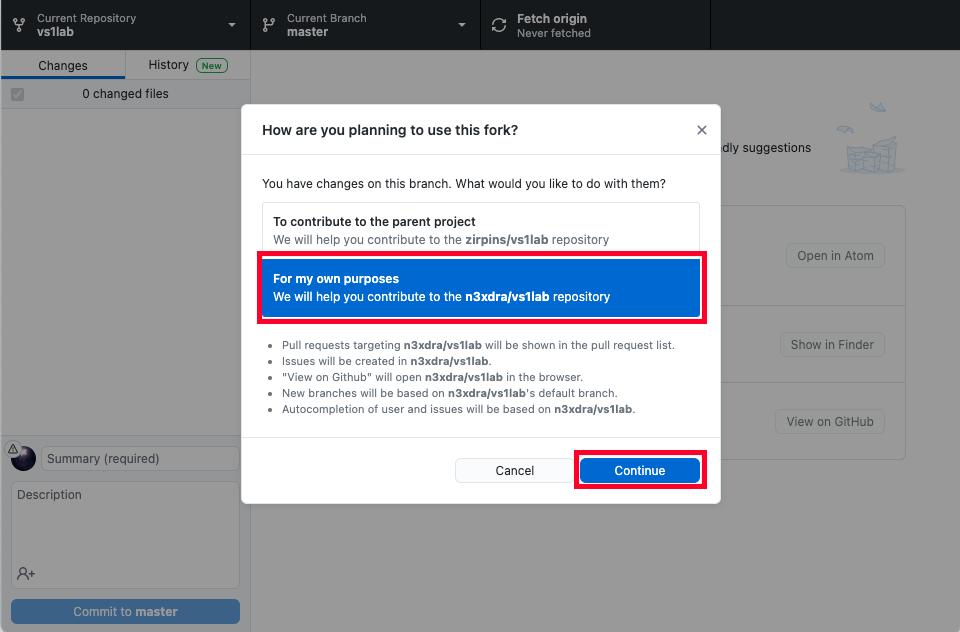 Current Repository
vs1lab
Current Branch
master
Fetch origin
Never fetched
Changes
History New
0 changed files
How are you planning to use this fork?
dly suggestions
You have changes on this branch. What would you like to do with them?
To contribute to the parent project
We will help you contribute to the zirpins/vs1lab repository
For my own purposes
We will help you contribute to the n3xdra/vs1lab repository
Open in Atom
Show in Finder
View on GitHub
• Pull requests targeting n3xdra/vs1lab will be shown in the pull request list.
• Issues will be created in n3xdra/vs1lab.
• "View on Github" will open n3xdra/vs1lab in the browser.
• New branches will be based on n3xdra/vs1lab's default branch.
• Autocompletion of user and issues will be based on n3xdra/vs1lab.
Cancel
Continue
Summary (required)
Description
Commit to master